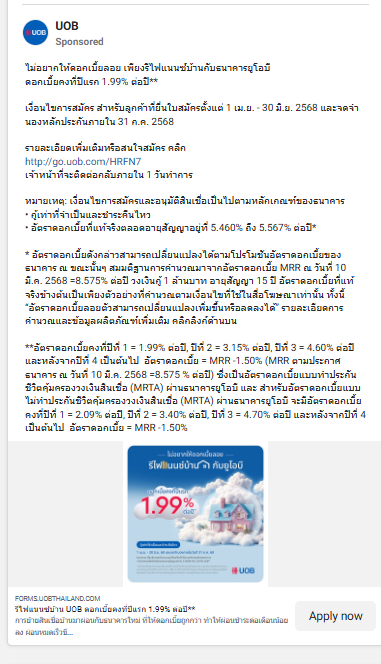 UOB
UOB
Sponsored
ไม่อยากให้ดอกเบี้ยลอย เพียงรีไฟแนนซ์บ้านกับธนาคารยูโอบี
ดอกเบี้ยคงที่ปีแรก 1.99% ต่อปี**
เงื่อนไขการสมัคร สำหรับลูกค้าที่ยื่นใบสมัครตั้งแต่ 1 เม.ย. - 30 มิ.ย. 2568 และจดจำ
นองหลักประกันภายใน 31 ก.ค. 2568
รายละเอียดเพิ่มเติมหรือสนใจสมัคร คลิก
http://go.uob.com/HRFN7
เจ้าหน้าที่จะติดต่อกลับภายใน 1 วันทำการ
หมายเหตุ: เงื่อนไขการสมัครและอนุมัติสินเชื่อเป็นไปตามหลักเกณฑ์ของธนาคาร
• กู้เท่าที่จำเป็นและชำระคืนไหว
• อัตราดอกเบี้ยที่แท้จริงตลอดอายุสัญญาอยู่ที่ 5.460% ถึง 5.567% ต่อปี*
* อัตราดอกเบี้ยดังกล่าวสามารถเปลี่ยนแปลงได้ตามโปรโมชันอัตราดอกเบี้ยของ
ธนาคาร ณ ขณะนั้นๆ สมมติฐานการคำนวณมาจากอัตราดอกเบี้ย MRR ณ วันที่ 10
มี.ค. 2568 =8.575% ต่อปี วงเงินกู้ 1 ล้านบาท อายุสัญญา 15 ปี อัตราดอกเบี้ยที่แท้
จริงข้างต้นเป็นเพียงตัวอย่างที่คำนวณตามเงื่อนไขที่ใช้ในสื่อโฆษณาเท่านั้น ทั้งนี้
“อัตราดอกเบี้ยลอยตัวสามารถเปลี่ยนแปลงเพิ่มขึ้นหรือลดลงได้” รายละเอียดการ
คำนวณและข้อมูลผลิตภัณฑ์เพิ่มเติม คลิกลิงค์ด้านบน
**อัตราดอกเบี้ยคงที่ปีที่ 1 = 1.99% ต่อปี, ปีที่ 2 = 3.15% ต่อปี, ปีที่ 3 = 4.60% ต่อปี
และหลังจากปีที่ 4 เป็นต้นไป อัตราดอกเบี้ย = MRR -1.50% (MRR ตามประกาศ
ธนาคาร ณ วันที่ 10 มี.ค. 2568 =8.575 % ต่อปี) ซึ่งเป็นอัตราดอกเบี้ยแบบทำประกัน
ชีวิตคุ้มครองวงเงินสินเชื่อ (MRTA) ผ่านธนาคารยูโอบี และ สำหรับอัตราดอกเบี้ยแบบ
ไม่ทำประกันชีวิตคุ้มครองวงเงินสินเชื่อ (MRTA) ผ่านธนาคารยูโอบี จะมีอัตราดอกเบี้ย
คงที่ปีที่ 1 = 2.09% ต่อปี, ปีที่ 2 = 3.40% ต่อปี, ปีที่ 3 = 4.70% ต่อปี และหลังจากปีที่ 4
เป็นต้นไป อัตราดอกเบี้ย = MRR -1.50%
ไม่อยากให้ดอกเบี้ยลอย
รีไฟแนนซ์บ้าน กับยูโอบี
ดอกเบี้ยคงที่ปีแรก
1.99%
ต่อปี
UOB
FORMS.UOBTHAILAND.COM
รีไฟแนนซ์บ้าน UOB ดอกเบี้ยคงที่ปีแรก 1.99% ต่อปี**
การย้ายสินเชื่อบ้านมาผ่อนกับธนาคารใหม่ ที่ให้ดอกเบี้ยถูกกว่า ทำให้ผ่อนชำระต่อเดือนน้อย
ลง ผ่อนหมดเร็วขึ...
Apply now